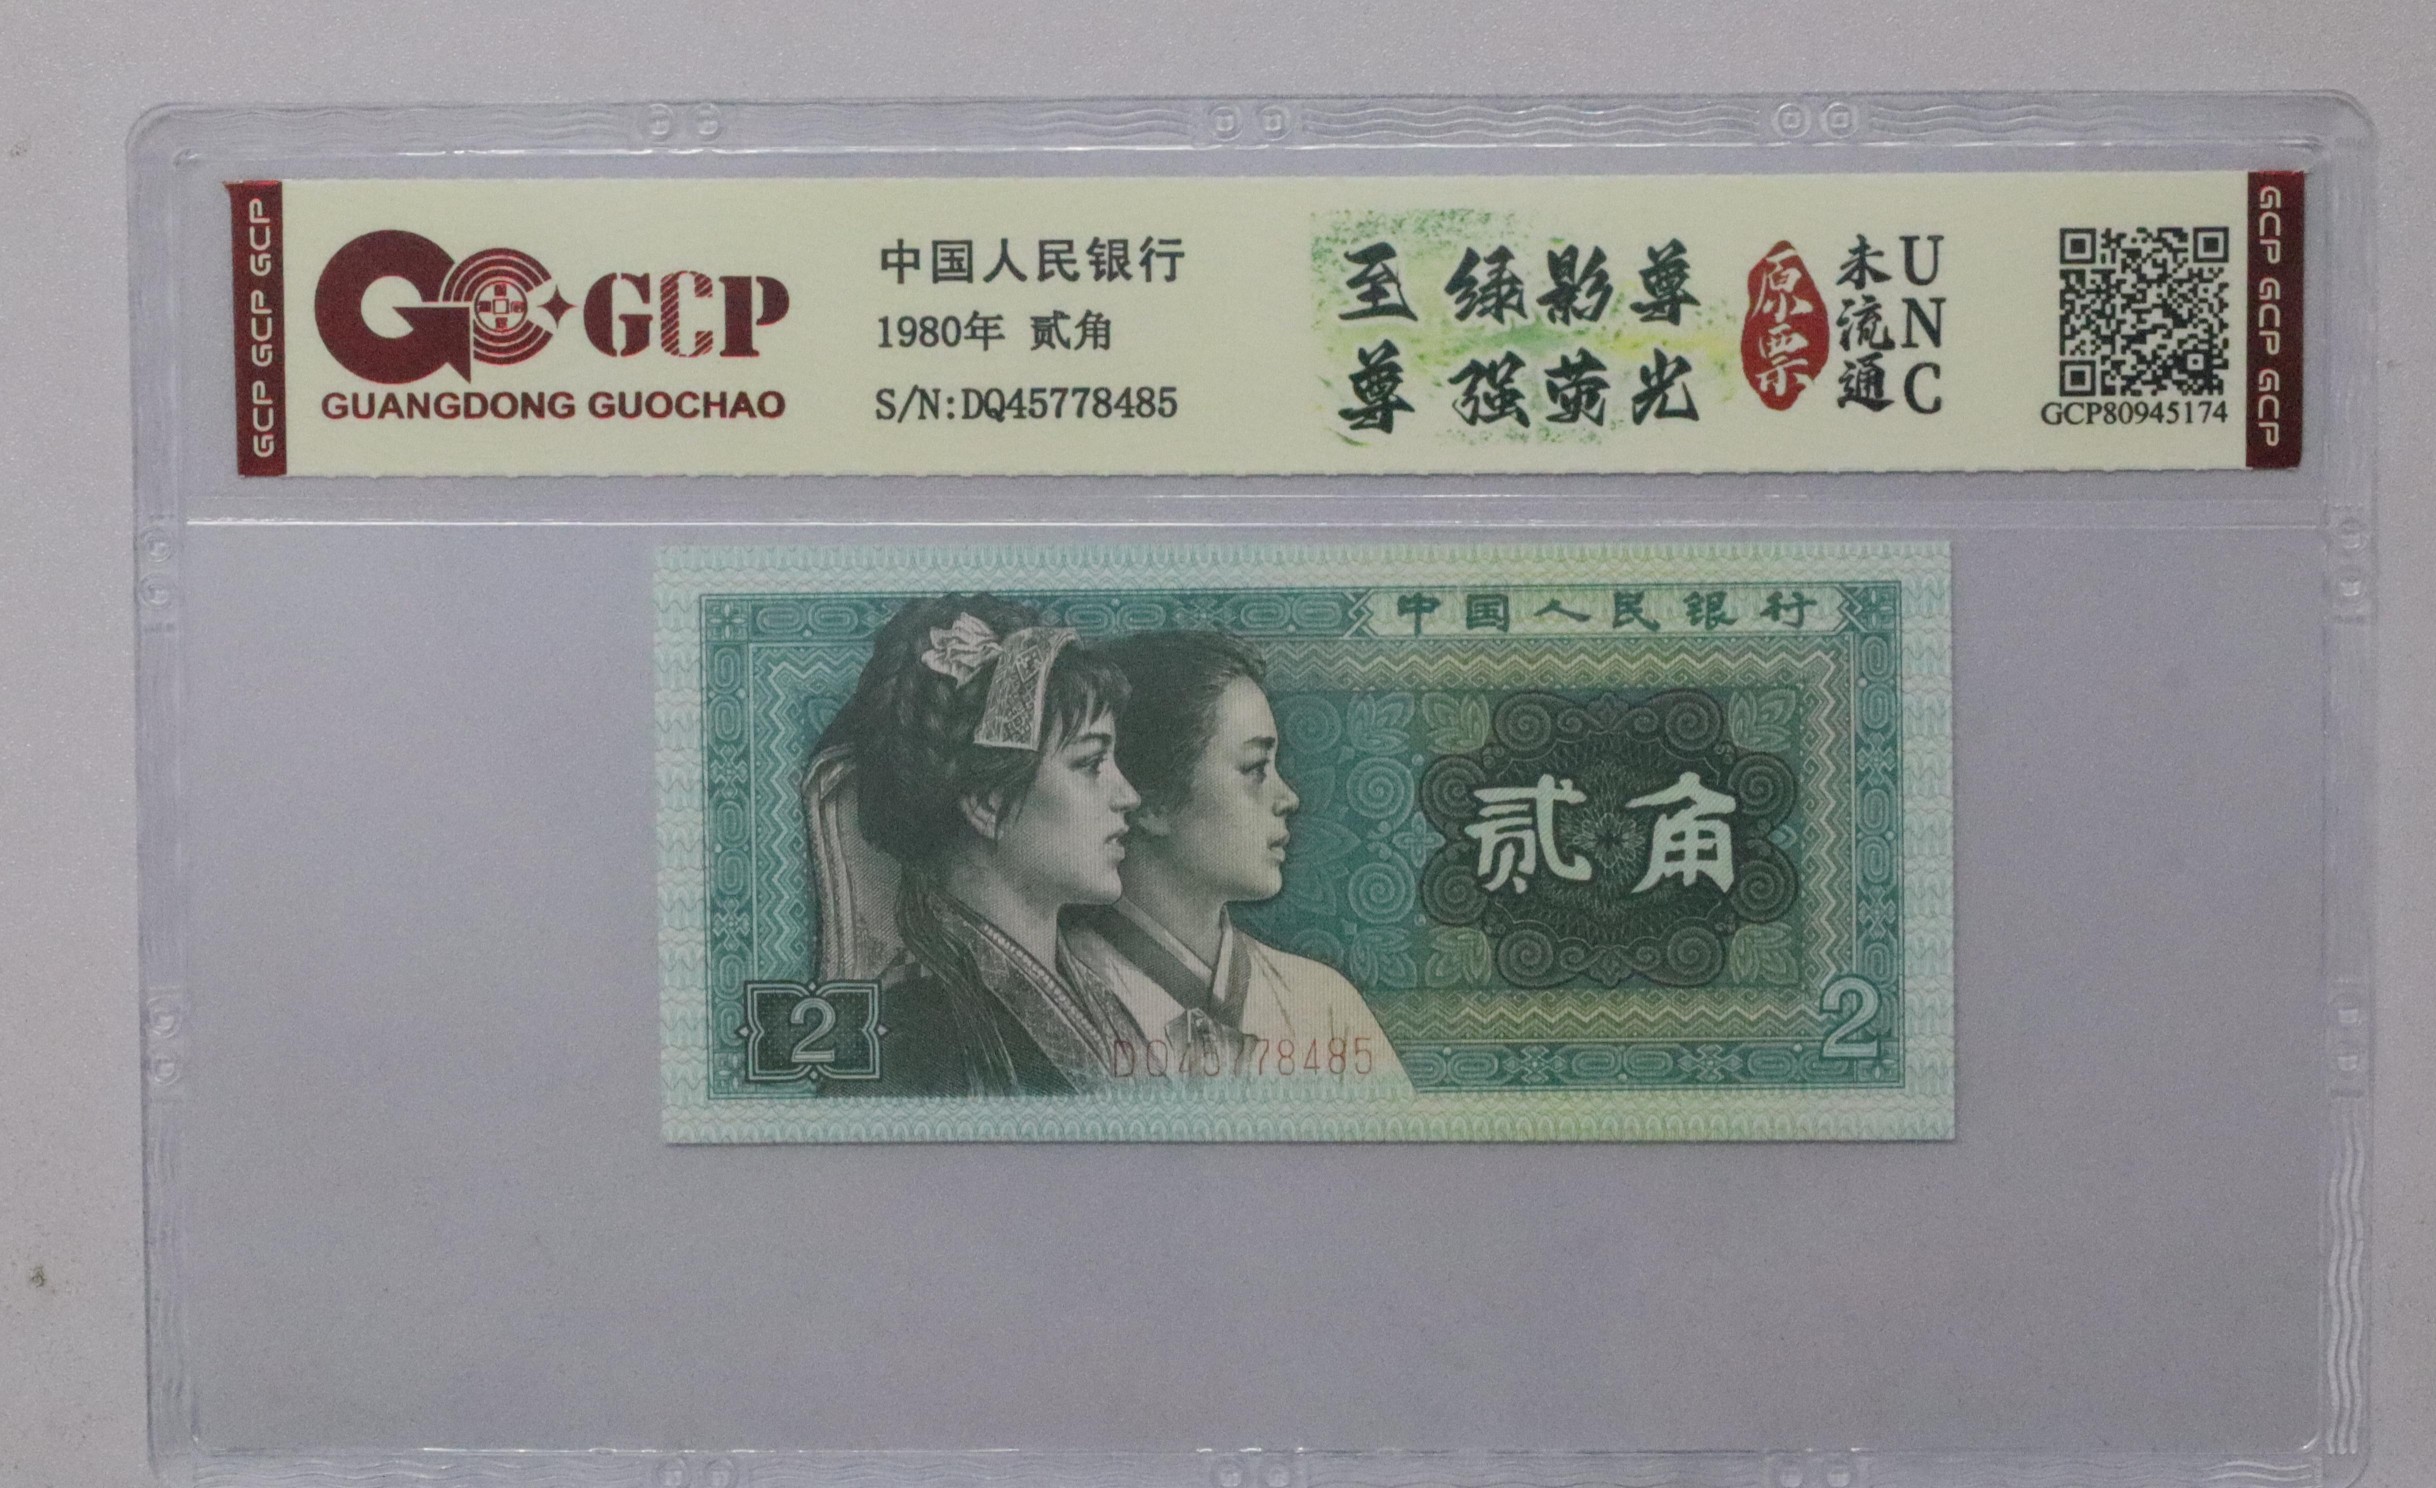 GCP GCP GCP
GCP
GUANGDONG GUOCHAO
中国人民银行
1980年 贰角
S/N:DQ45778485
至尊
绿影尊
强荧光
原票
未流通
UNC
GCP80945174
GCP GCP GCP
中国人民银行
贰角
2
DQ45778485
2